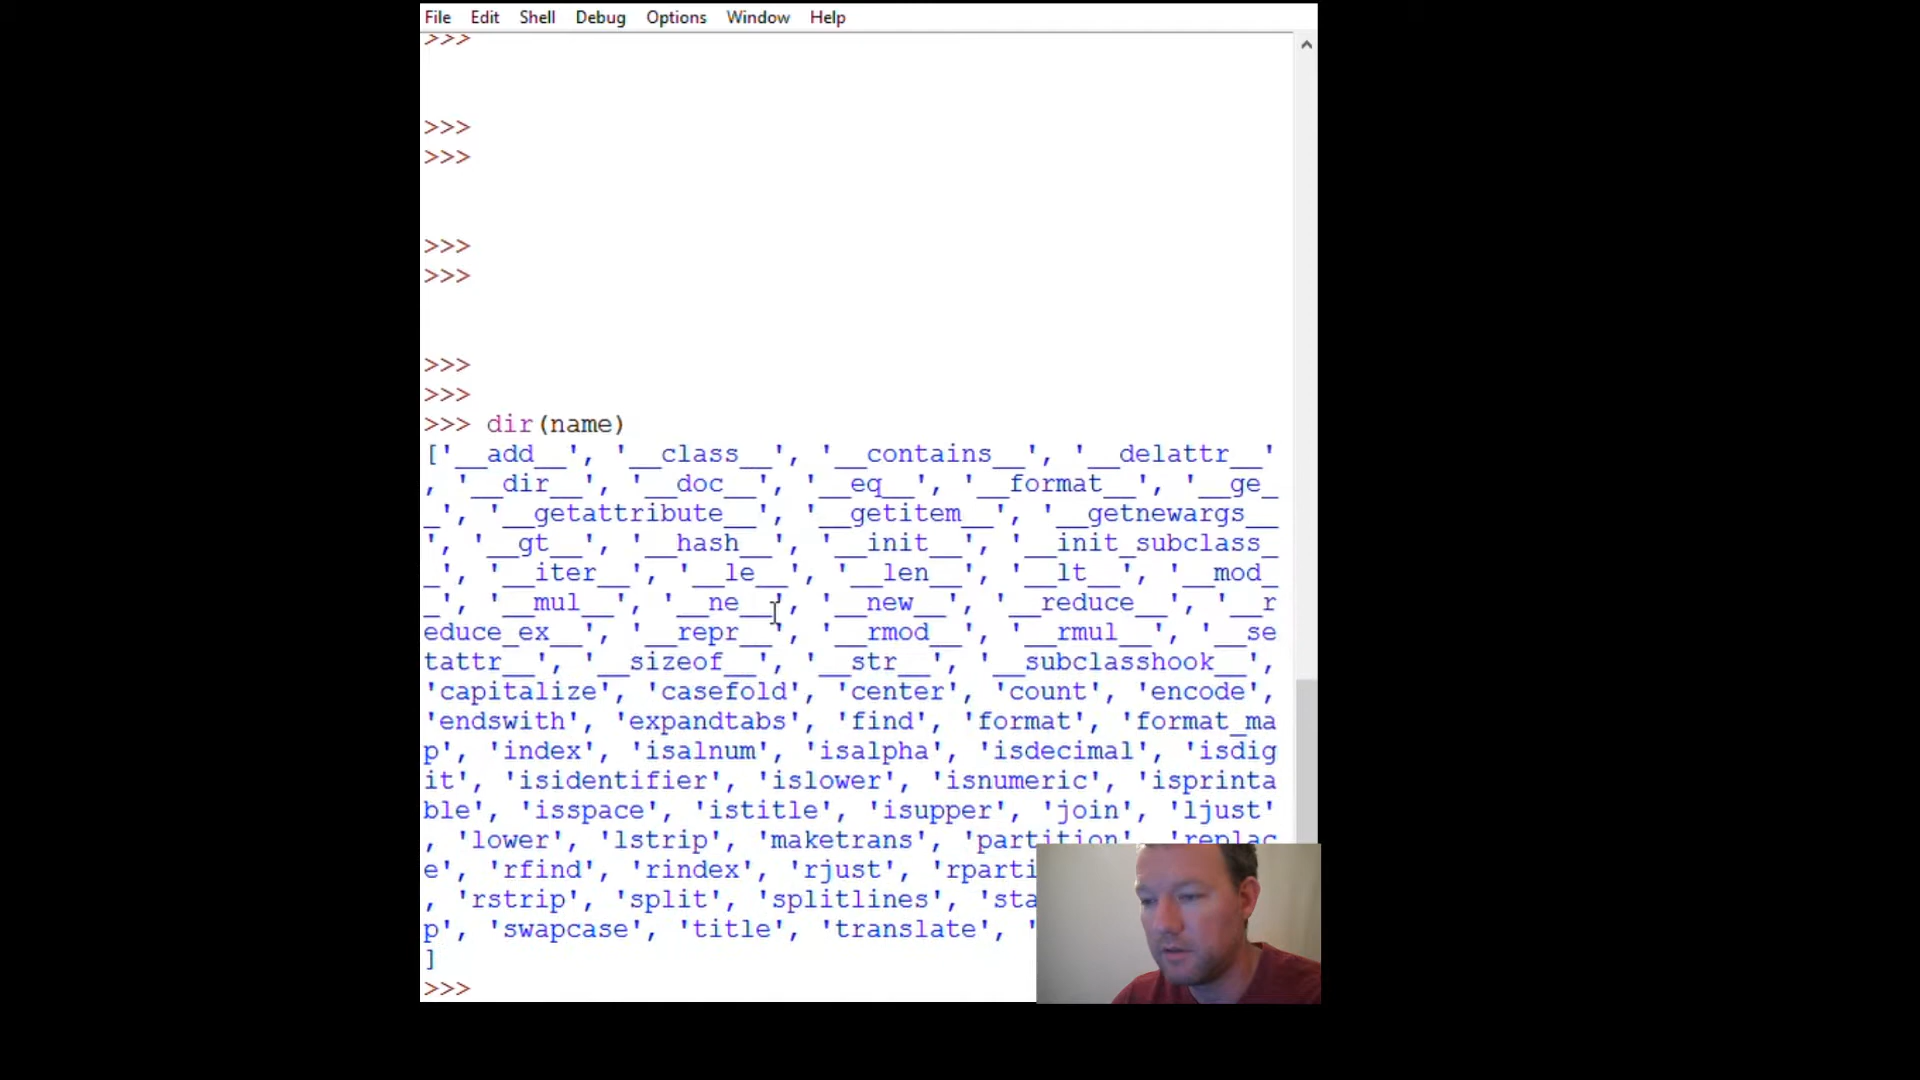 File Edit Shell Debug Options Window Help
>>>
>>>
>>>
>>>
>>>
>>>
>>>
>>> dir(name)
['__add__', '__class__', '__contains__', '__delattr__'
, '__dir__', '__doc__', '__eq__', '__format__', '__ge_
_', '__getattribute__', '__getitem__', '__getnewargs__
', '__gt__', '__hash__', '__init__', '__init_subclass_
_', '__iter__', '__le__', '__len__', '__lt__', '__mod_
_', '__mul__', '__ne__', '__new__', '__reduce__', '__r
educe_ex__', '__repr__', '__rmod__', '__rmul__', '__se
tattr__', '__sizeof__', '__str__', '__subclasshook__',
'capitalize', 'casefold', 'center', 'count', 'encode',
'endswith', 'expandtabs', 'find', 'format', 'format_ma
p', 'index', 'isalnum', 'isalpha', 'isdecimal', 'isdig
it', 'isidentifier', 'islower', 'isnumeric', 'isprinta
ble', 'isspace', 'istitle', 'isupper', 'join', 'ljust'
, 'lower', 'lstrip', 'maketrans', 'partition', 'replac
e', 'rfind', 'rindex', 'rjust', 'rparti
, 'rstrip', 'split', 'splitlines', 'sta
p', 'swapcase', 'title', 'translate', '
]
>>>